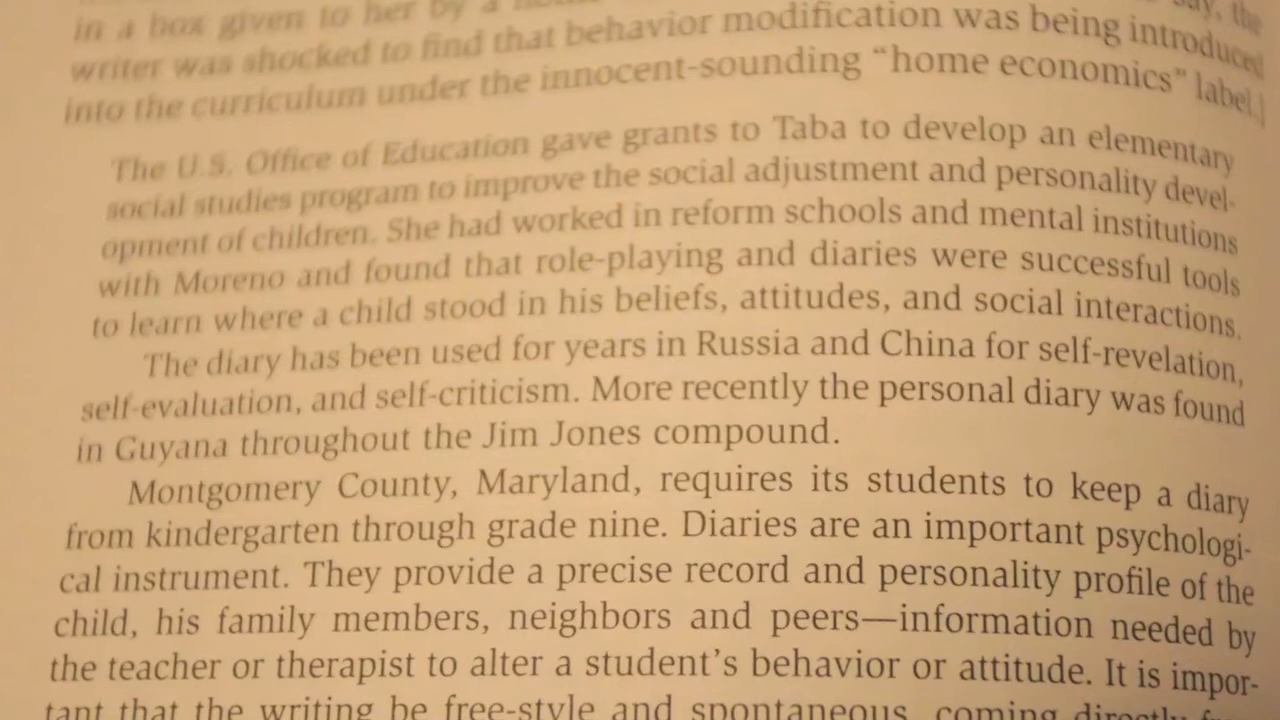 in a box given to her by a
say, the
writer was shocked to find that behavior modification was being introduced
into the curriculum under the innocent-sounding “home economics” label.]
The U.S. Office of Education gave grants to Taba to develop an elementary
social studies program to improve the social adjustment and personality devel-
opment of children. She had worked in reform schools and mental institutions
with Moreno and found that role-playing and diaries were successful tools
to learn where a child stood in his beliefs, attitudes, and social interactions.
The diary has been used for years in Russia and China for self-revelation,
self-evaluation, and self-criticism. More recently the personal diary was found
in Guyana throughout the Jim Jones compound.
Montgomery County, Maryland, requires its students to keep a diary
from kindergarten through grade nine. Diaries are an important psychologi-
cal instrument. They provide a precise record and personality profile of the
child, his family members, neighbors and peers—information needed by
the teacher or therapist to alter a student’s behavior or attitude. It is impor-
tant that the writing be free-style and spontaneous, coming directly